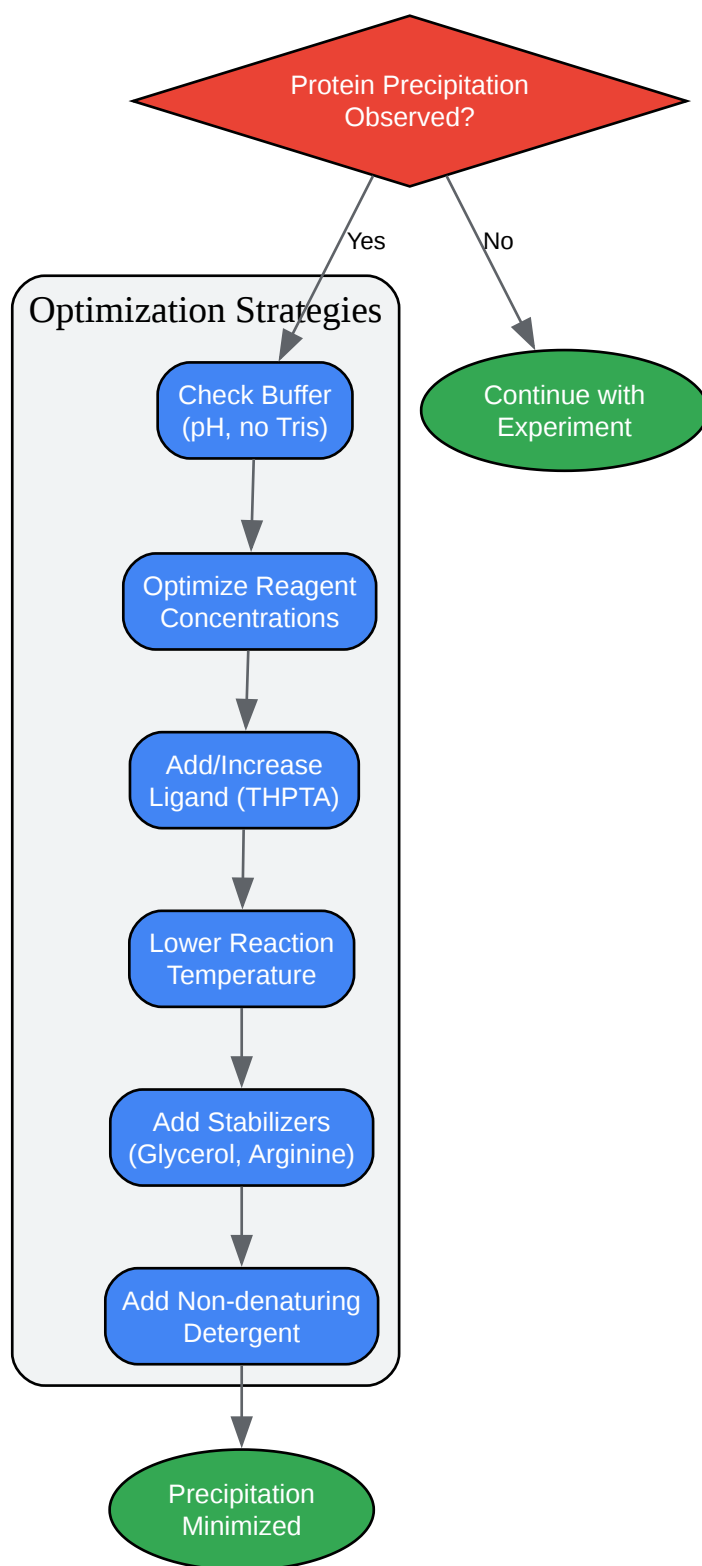 Protein Precipitation
Observed?
Yes
No
Optimization Strategies
Check Buffer
(pH, no Tris)
Continue with
Experiment
Optimize Reagent
Concentrations
Add/Increase
Ligand (THPTA)
Lower Reaction
Temperature
Add Stabilizers
(Glycerol, Arginine)
Add Non-denaturing
Detergent
Precipitation
Minimized